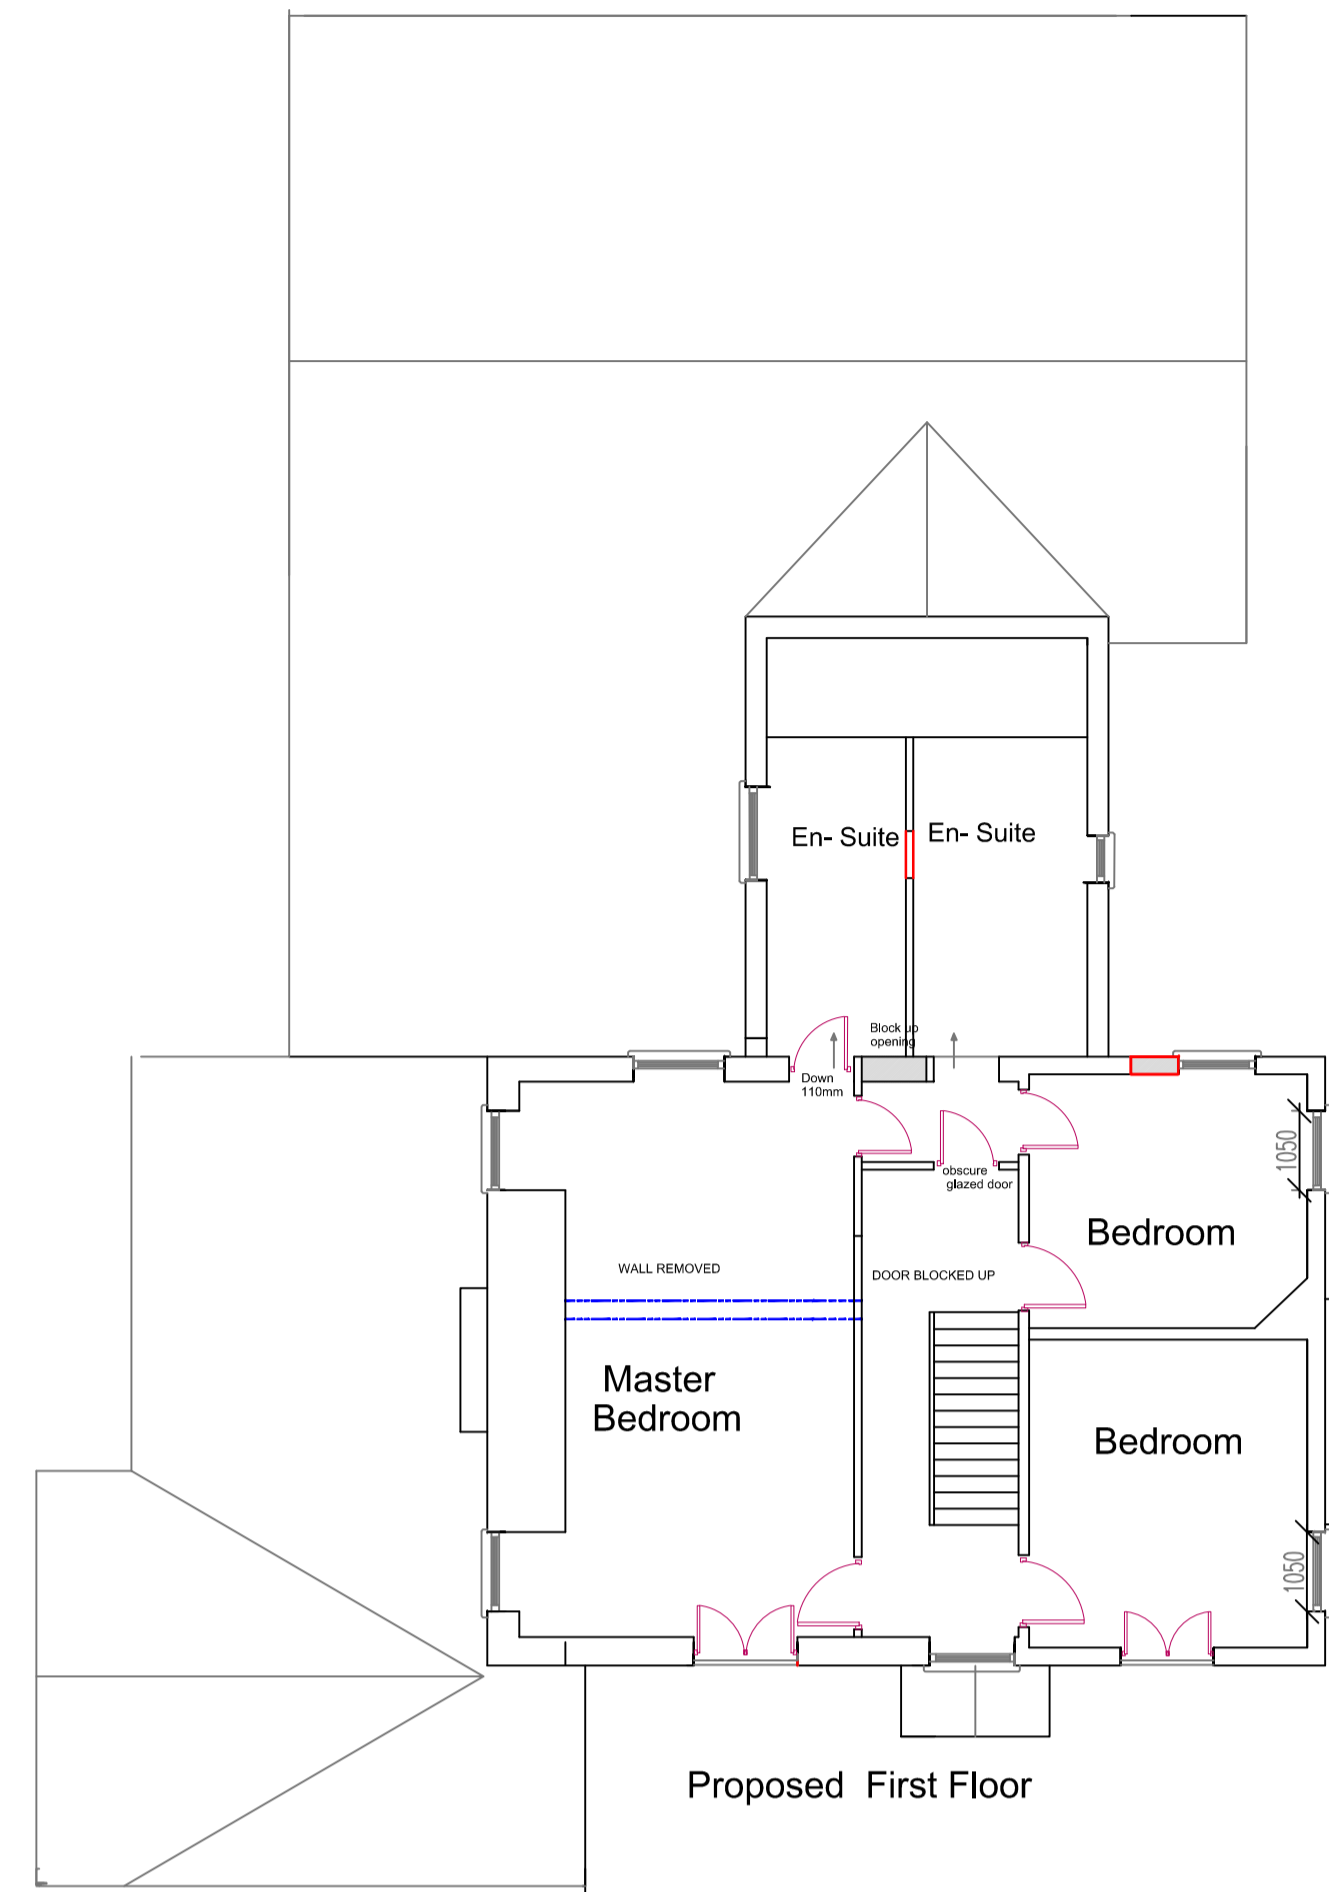 En- Suite
En- Suite
Block up
opening
Down
110mm
obscure
glazed door
1050
Bedroom
WALL REMOVED
DOOR BLOCKED UP
Master
Bedroom
Bedroom
1050
Proposed First Floor